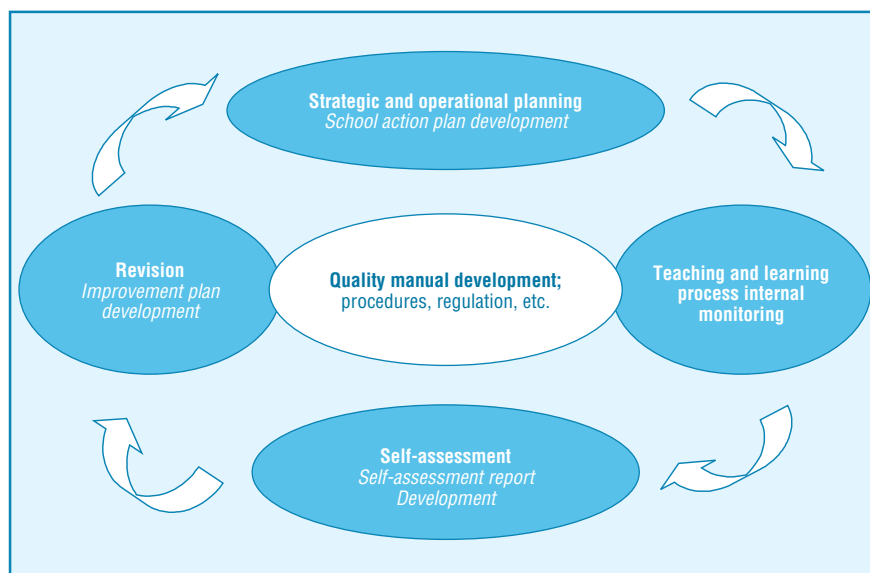 Strategic and operational planning
School action plan development
Revision
Improvement plan
development
Quality manual development;
procedures, regulation, etc.
Teaching and learning
process internal
monitoring
Self-assessment
Self-assessment report
Development